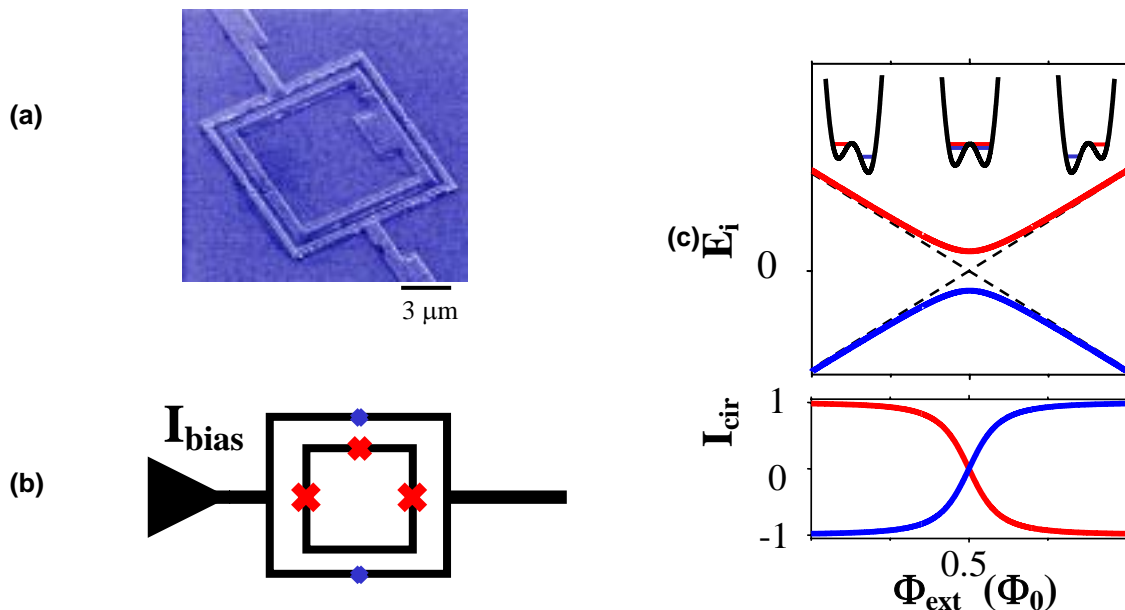 (a)
3 μm
(b)
I_bias
(c)
E_i
0
I_cir
1
0
-1
0.5
Φ_ext (Φ_0)